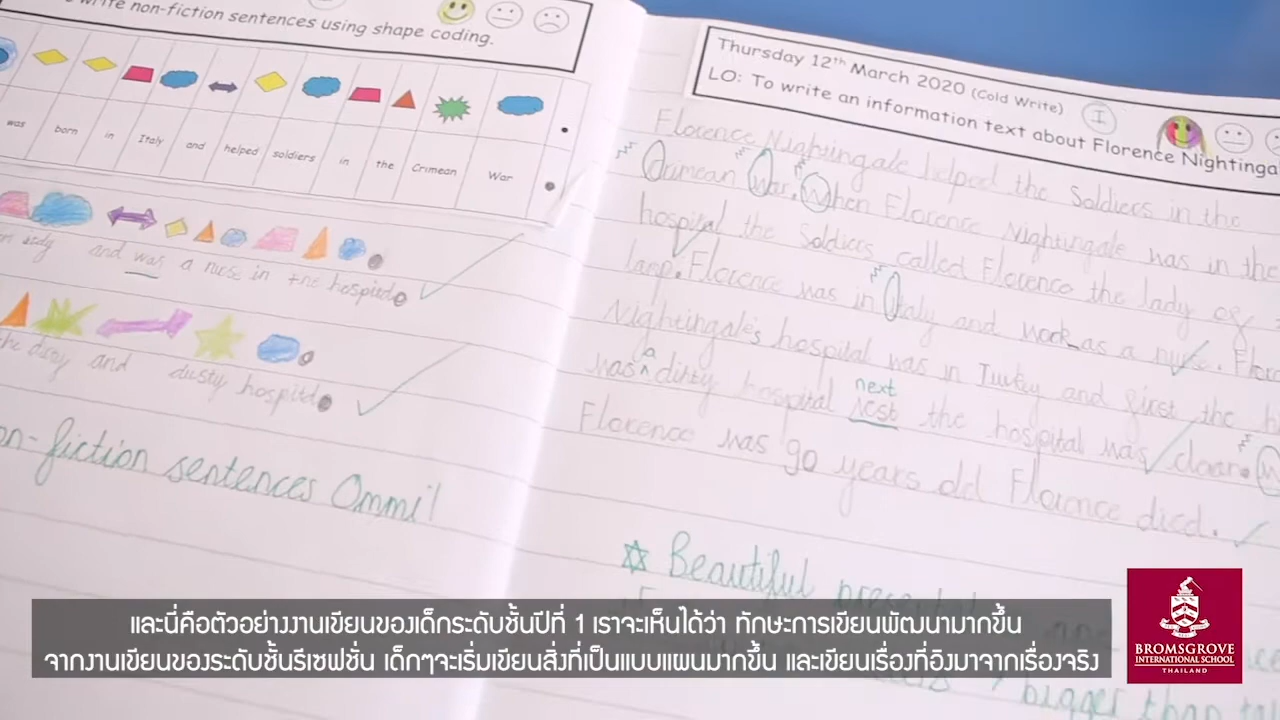 write non-fiction sentences using shape coding.
was born in Italy and helped soldiers in the Crimean War
and was a nurse in the hospital
the dirty and dusty hospital
on-fiction sentences Ommi!
Thursday 12th March 2020 (Cold Write)
I
LO: To write an information text about Florence Nightinga
Florence Nightingale helped the Soldiers in the
Crimean War. When Florence Nightingale was in the
hospital the Soldiers called Florence the lady of
lamp. Florence was in Italy and work as a nurse. Flore
Nightingale's hospital was in Turkey and first the h
was a dirty hospital next
rest the hospital was clean.
Florence was 90 years old Florence died.
Beautiful
bigger than
และนี่คือตัวอย่างงานเขียนของเด็กระดับชั้นปีที่ 1 เราจะเห็นได้ว่า ทักษะการเขียนพัฒนามากขึ้น
จากงานเขียนของระดับชั้นรีเซฟชั่น เด็กๆจะเริ่มเขียนสิ่งที่เป็นแบบแผนมากขึ้น และเขียนเรื่องที่อิงมาจากเรื่องจริง
BROMSGROVE
INTERNATIONAL SCHOOL
THAILAND